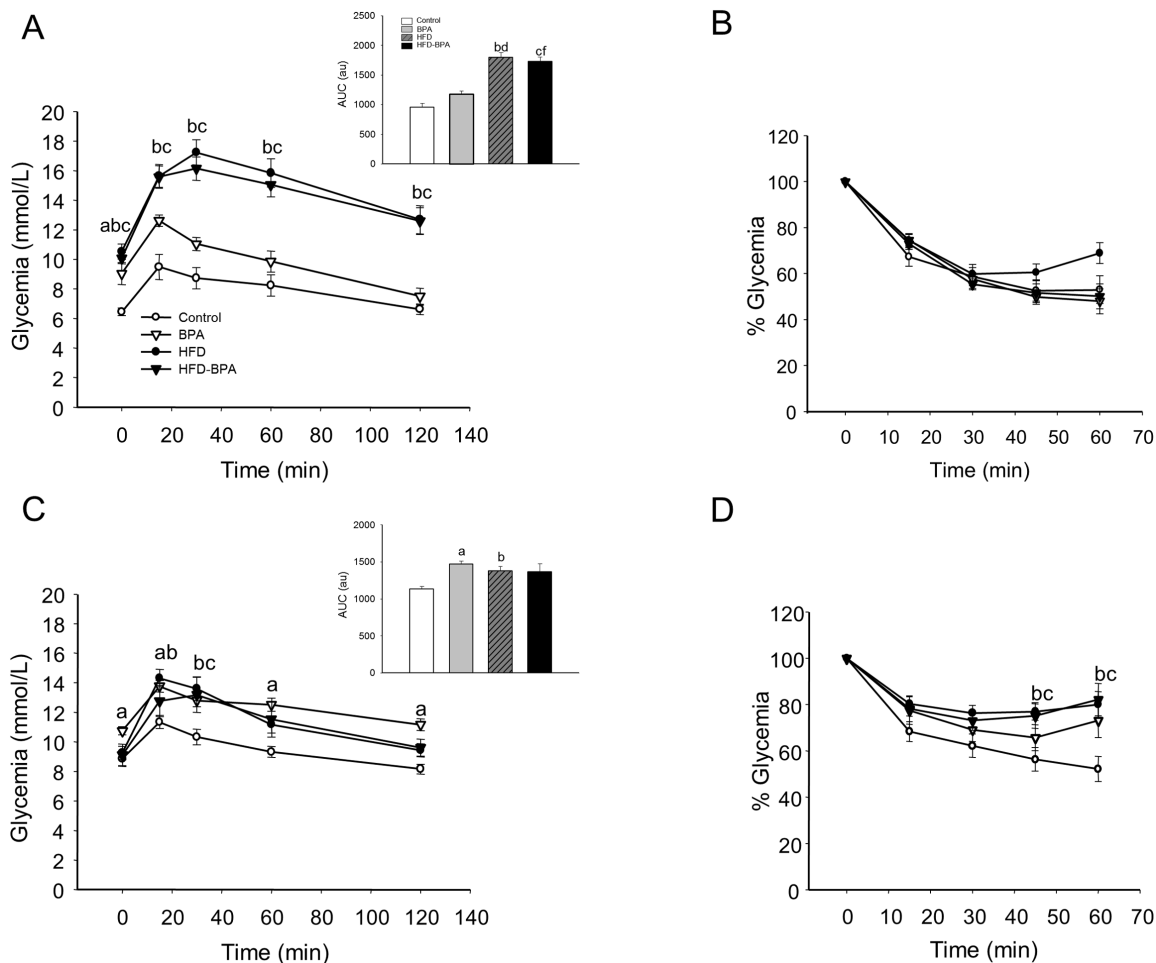 A
2500
2000
1500
1000
500
0
AUC (au)
Control
BPA
HFD
HFD-BPA
bd
cf
20
18
16
14
12
10
8
6
4
2
0
Glycemia (mmol/L)
abc
bc
bc
bc
bc
Control
BPA
HFD
HFD-BPA
0 20 40 60 80 100 120 140
Time (min)
B
120
100
80
60
40
20
0
% Glycemia
0 10 20 30 40 50 60 70
Time (min)
C
2000
1500
1000
500
0
AUC (au)
a
b
20
18
16
14
12
10
8
6
4
2
0
Glycemia (mmol/L)
a
ab
bc
a
a
0 20 40 60 80 100 120 140
Time (min)
D
120
100
80
60
40
20
0
% Glycemia
bc
bc
0 10 20 30 40 50 60 70
Time (min)